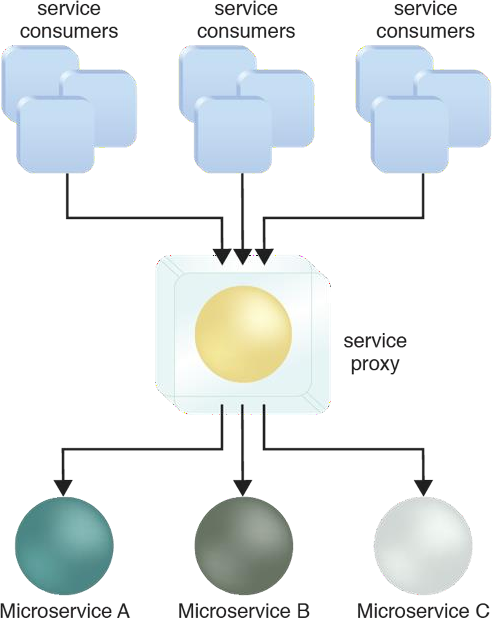 service
consumers
service
consumers
service
consumers
service
proxy
Microservice A
Microservice B
Microservice C